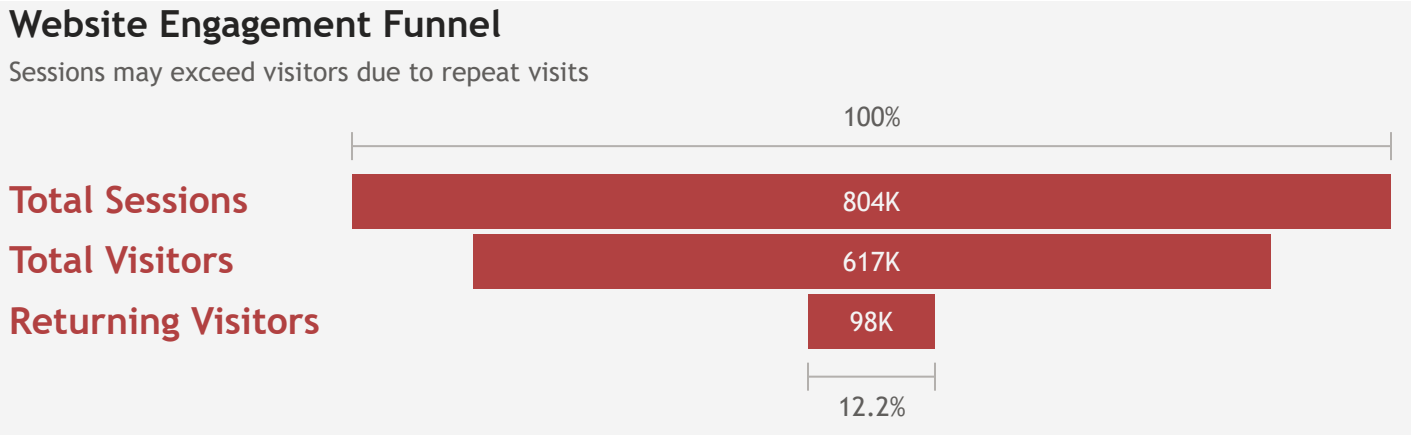 Website Engagement Funnel
Sessions may exceed visitors due to repeat visits
100%
Total Sessions 804K
Total Visitors 617K
Returning Visitors 98K
12.2%